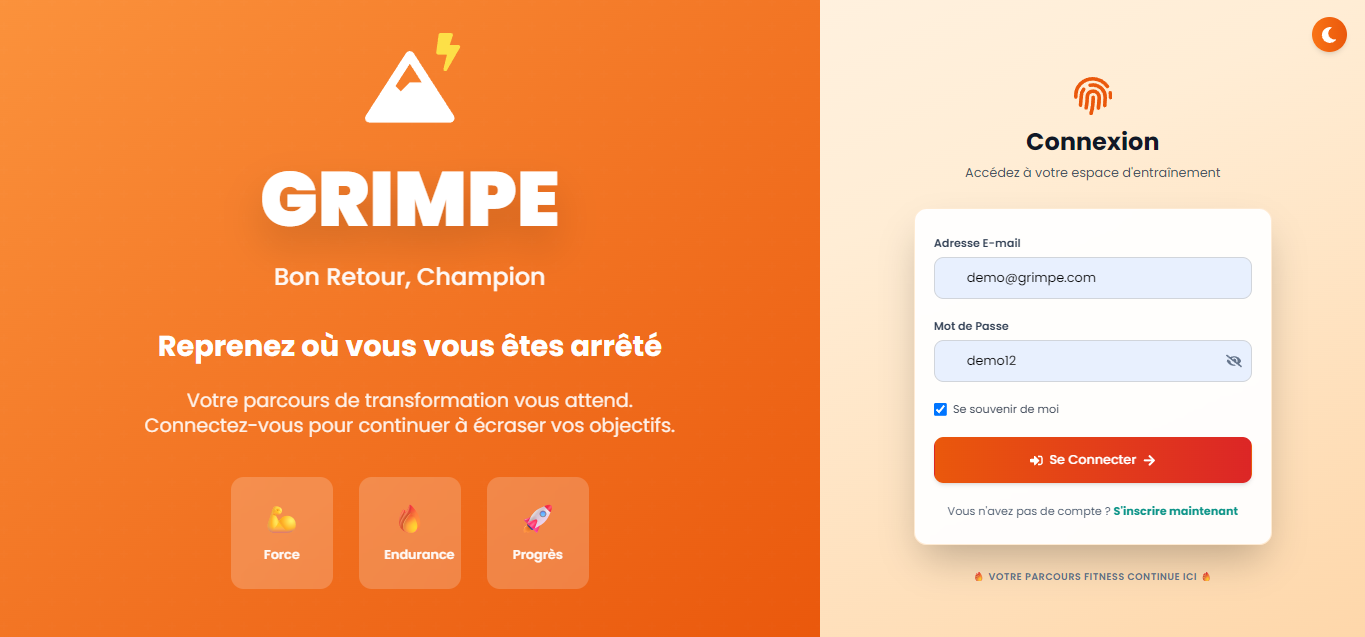 GRIMPE
Bon Retour, Champion
Reprenez où vous vous êtes arrêté
Votre parcours de transformation vous attend.
Connectez-vous pour continuer à écraser vos objectifs.
Force
Endurance
Progrès
Connexion
Accédez à votre espace d'entraînement
Adresse E-mail
demo@grimpe.com
Mot de Passe
demo12
Se souvenir de moi
Se Connecter
Vous n'avez pas de compte ? S'inscrire maintenant
VOTRE PARCOURS FITNESS CONTINUE ICI